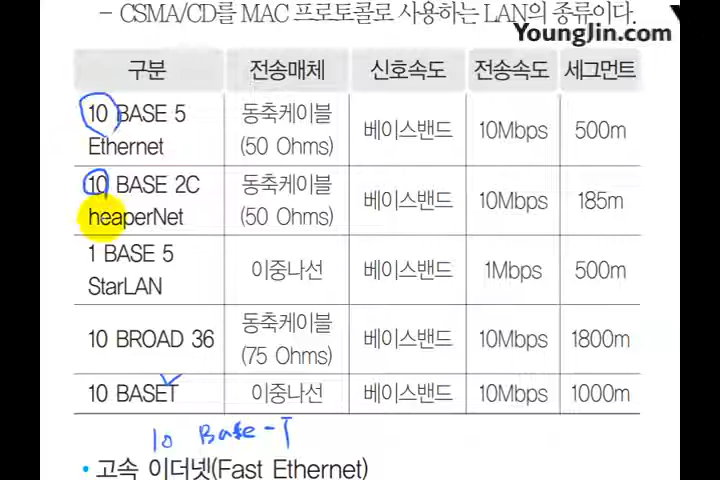 - CSMA/CD를 MAC 프로토콜로 사용하는 LAN의 종류이다.
YoungJin.com
구분 전송매체 신호속도 전송속도 세그먼트
10 BASE 5
Ethernet
동축케이블
(50 Ohms)
베이스밴드 10Mbps 500m
10 BASE 2C
heaperNet
동축케이블
(50 Ohms)
베이스밴드 10Mbps 185m
1 BASE 5
StarLAN
이중나선 베이스밴드 1Mbps 500m
10 BROAD 36
동축케이블
(75 Ohms)
베이스밴드 10Mbps 1800m
10 BASET 이중나선 베이스밴드 10Mbps 1000m
10 Base-T
• 고속 이더넷(Fast Ethernet)